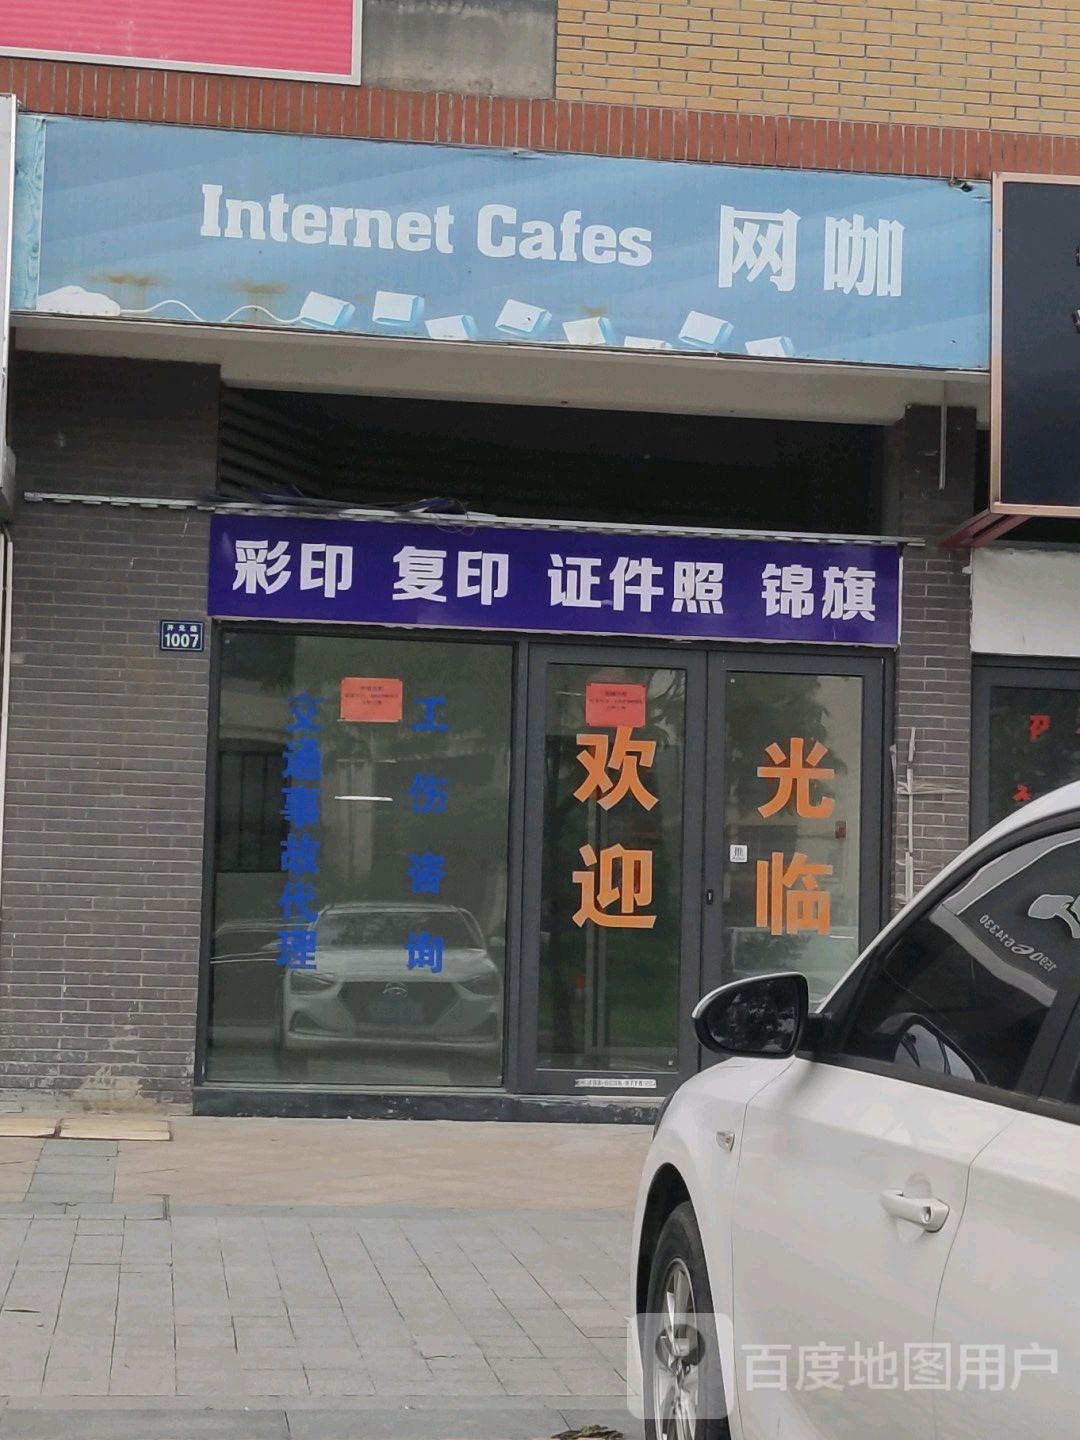 Internet Cafes 网咖
彩印 复印 证件照 锦旗
1007
交通事故代理
工伤咨询
欢迎
光临
百度地图用户